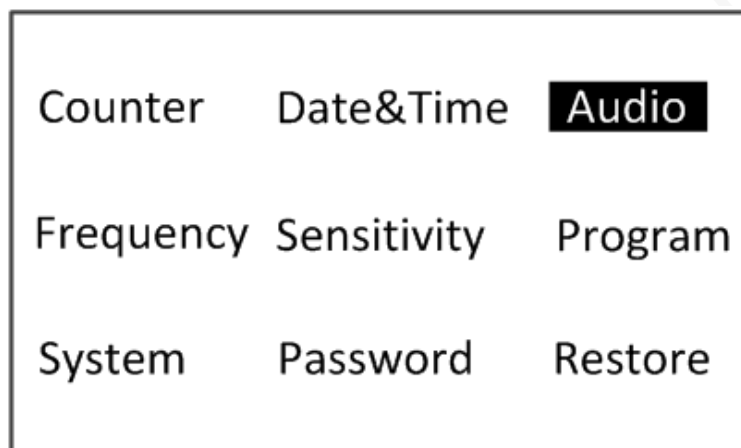 Counter Date&Time Audio
Frequency Sensitivity Program
System Password Restore